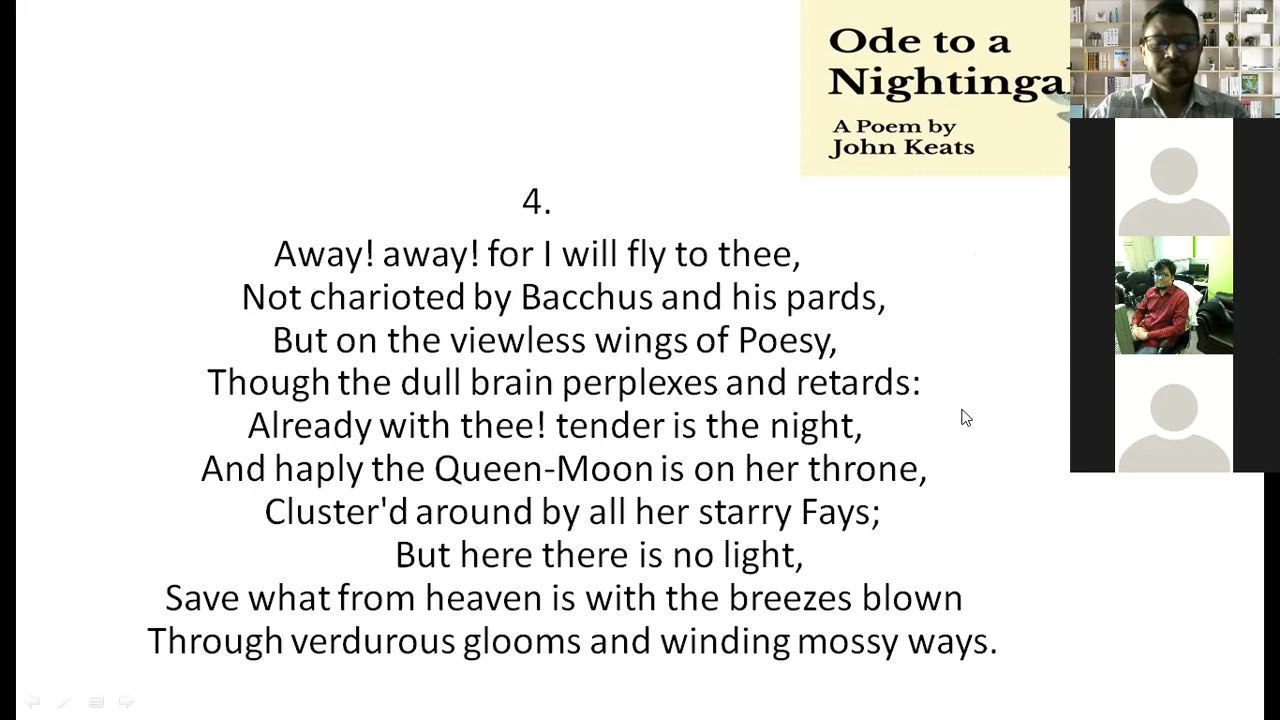 Ode to a
Nightinga
A Poem by
John Keats
4.
Away! away! for I will fly to thee,
Not charioted by Bacchus and his pards,
But on the viewless wings of Poesy,
Though the dull brain perplexes and retards:
Already with thee! tender is the night,
And haply the Queen-Moon is on her throne,
Cluster'd around by all her starry Fays;
But here there is no light,
Save what from heaven is with the breezes blown
Through verdurous glooms and winding mossy ways.